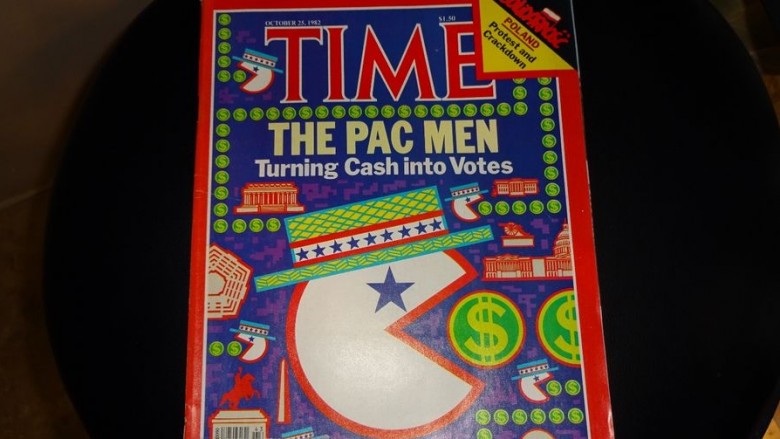 OCTOBER 25, 1982
$1.50
TIME
POLAND
Protest and
Crackdown
THE PAC MEN
Turning Cash into Votes